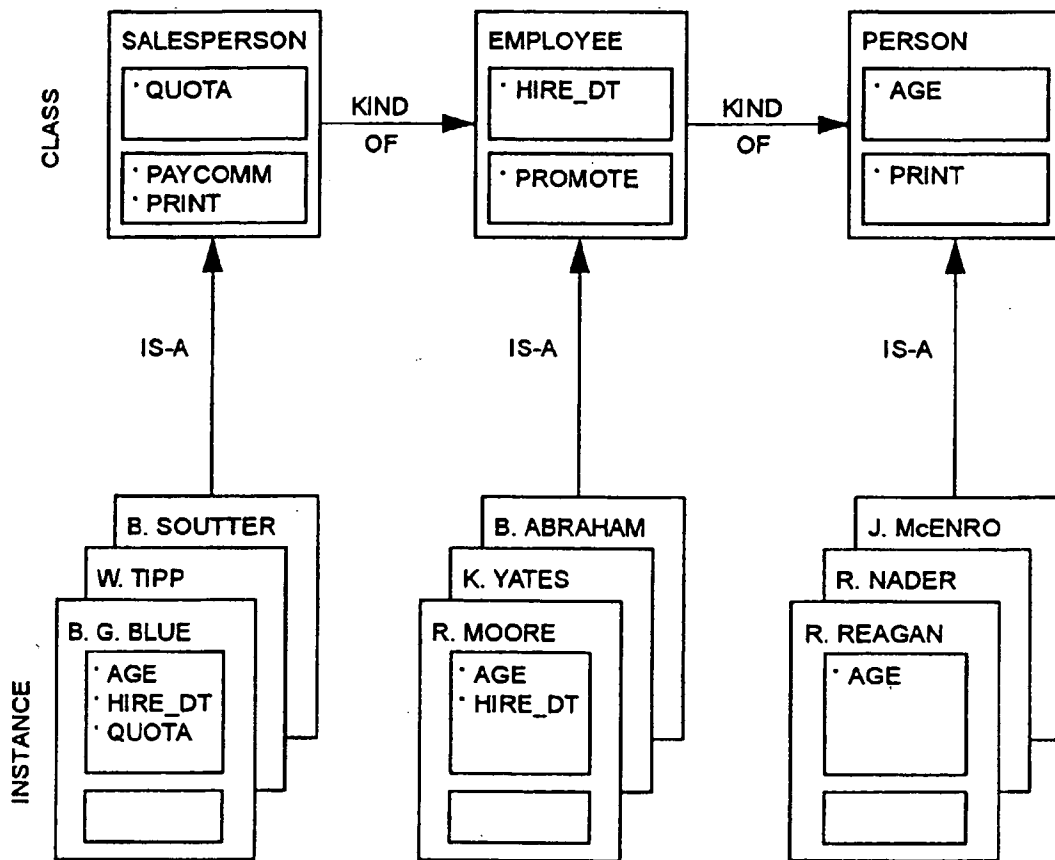 CLASS
SALESPERSON
· QUOTA
· PAYCOMM
· PRINT
KIND
OF
EMPLOYEE
· HIRE_DT
· PROMOTE
KIND
OF
PERSON
· AGE
· PRINT
IS-A
IS-A
IS-A
INSTANCE
B. SOUTTER
W. TIPP
B. G. BLUE
· AGE
· HIRE_DT
· QUOTA
B. ABRAHAM
K. YATES
R. MOORE
· AGE
· HIRE_DT
J. McENRO
R. NADER
R. REAGAN
· AGE